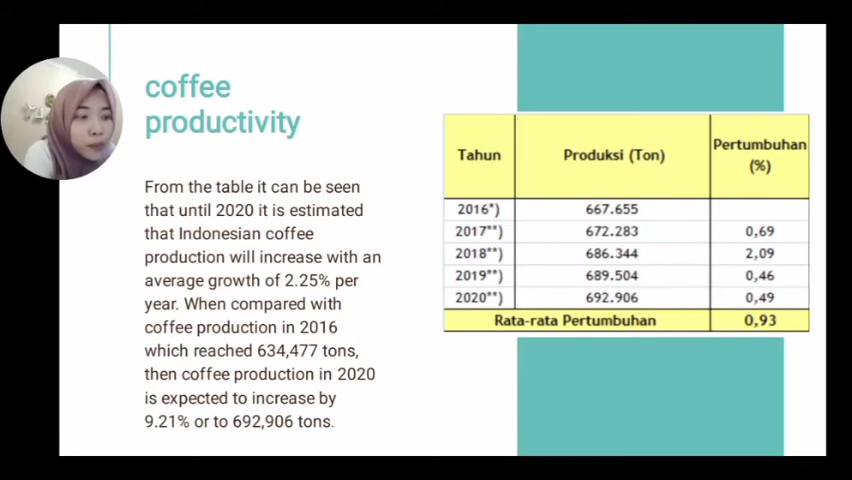 coffee
productivity
From the table it can be seen
that until 2020 it is estimated
that Indonesian coffee
production will increase with an
average growth of 2.25% per
year. When compared with
coffee production in 2016
which reached 634,477 tons,
then coffee production in 2020
is expected to increase by
9.21% or to 692,906 tons.
Tahun Produksi (Ton) Pertumbuhan (%)
2016*) 667.655
2017**) 672.283 0,69
2018**) 686.344 2,09
2019**) 689.504 0,46
2020**) 692.906 0,49
Rata-rata Pertumbuhan 0,93